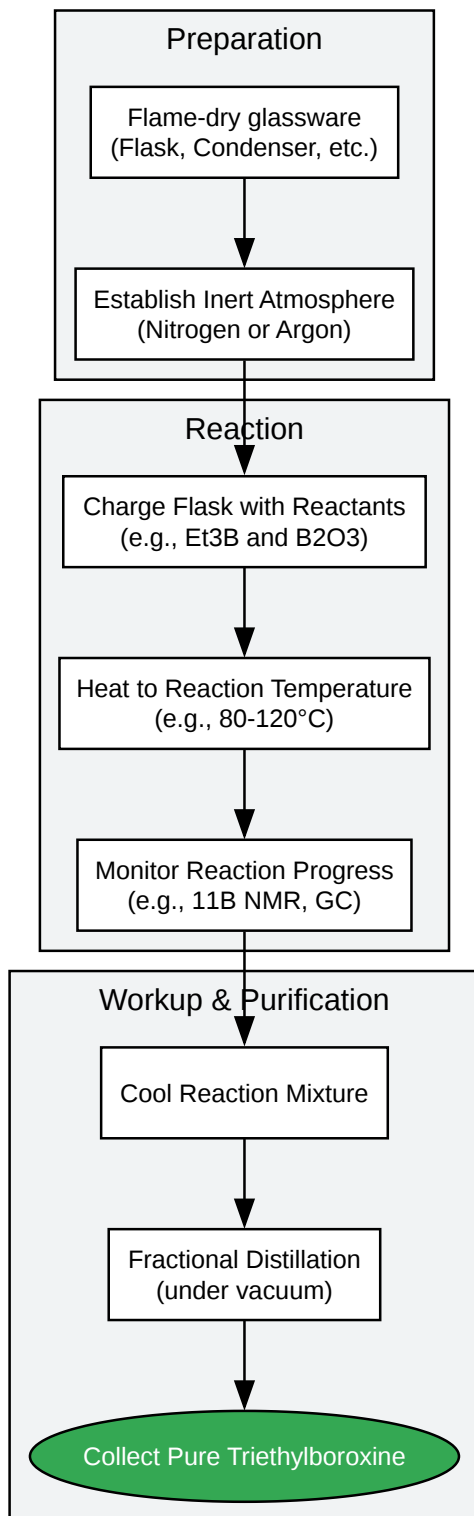 Preparation
Flame-dry glassware
(Flask, Condenser, etc.)
Establish Inert Atmosphere
(Nitrogen or Argon)
Reaction
Charge Flask with Reactants
(e.g., Et3B and B2O3)
Heat to Reaction Temperature
(e.g., 80-120°C)
Monitor Reaction Progress
(e.g., 11B NMR, GC)
Workup & Purification
Cool Reaction Mixture
Fractional Distillation
(under vacuum)
Collect Pure Triethylboroxine